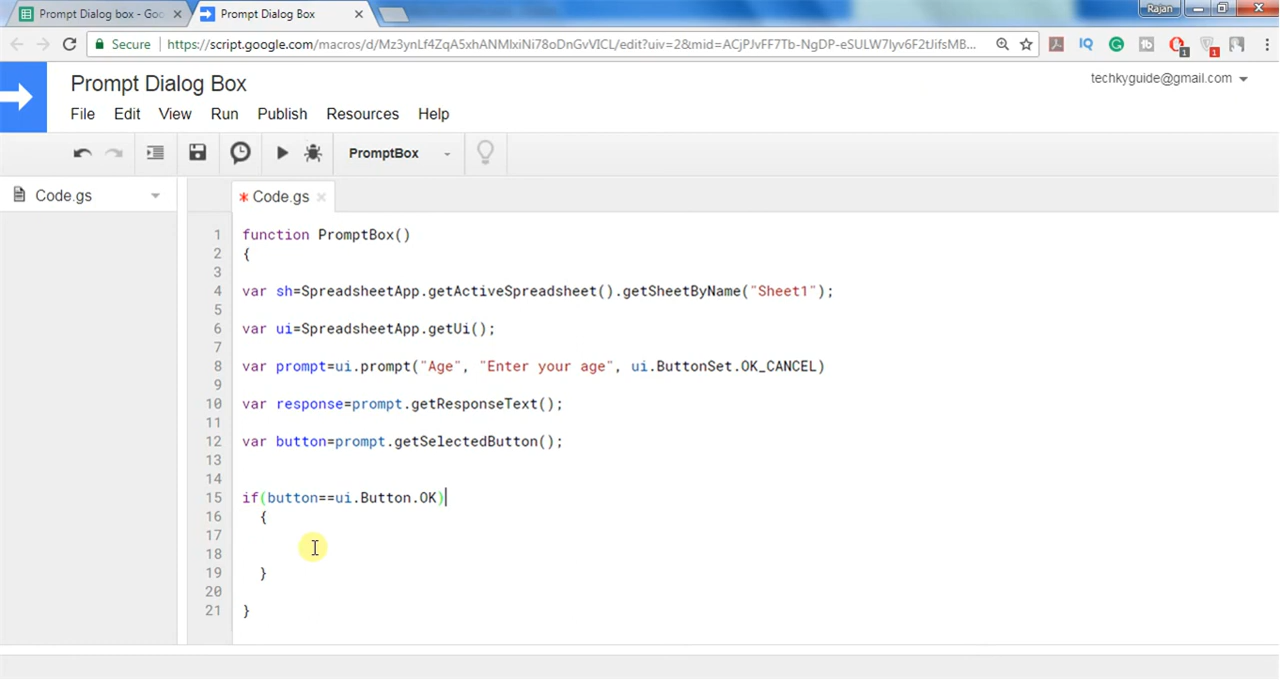 Prompt Dialog box - Goo
Prompt Dialog Box
Rajan
Secure
https://script.google.com/macros/d/Mz3ynLf4ZqA5xhANMlxiNi78oDnGvVICL/edit?uiv=2&mid=ACjPJvFF7Tb-NgDP-eSULW7lyv6F2tJifsMB...
IQ
1
1
Prompt Dialog Box
techkyguide@gmail.com
File Edit View Run Publish Resources Help
PromptBox
Code.gs
* Code.gs
1 function PromptBox()
2 {
3
4 var sh=SpreadsheetApp.getActiveSpreadsheet().getSheetByName("Sheet1");
5
6 var ui=SpreadsheetApp.getUi();
7
8 var prompt=ui.prompt("Age", "Enter your age", ui.ButtonSet.OK_CANCEL)
9
10 var response=prompt.getResponseText();
11
12 var button=prompt.getSelectedButton();
13
14
15 if(button==ui.Button.OK)
16 {
17
18
19 }
20
21 }